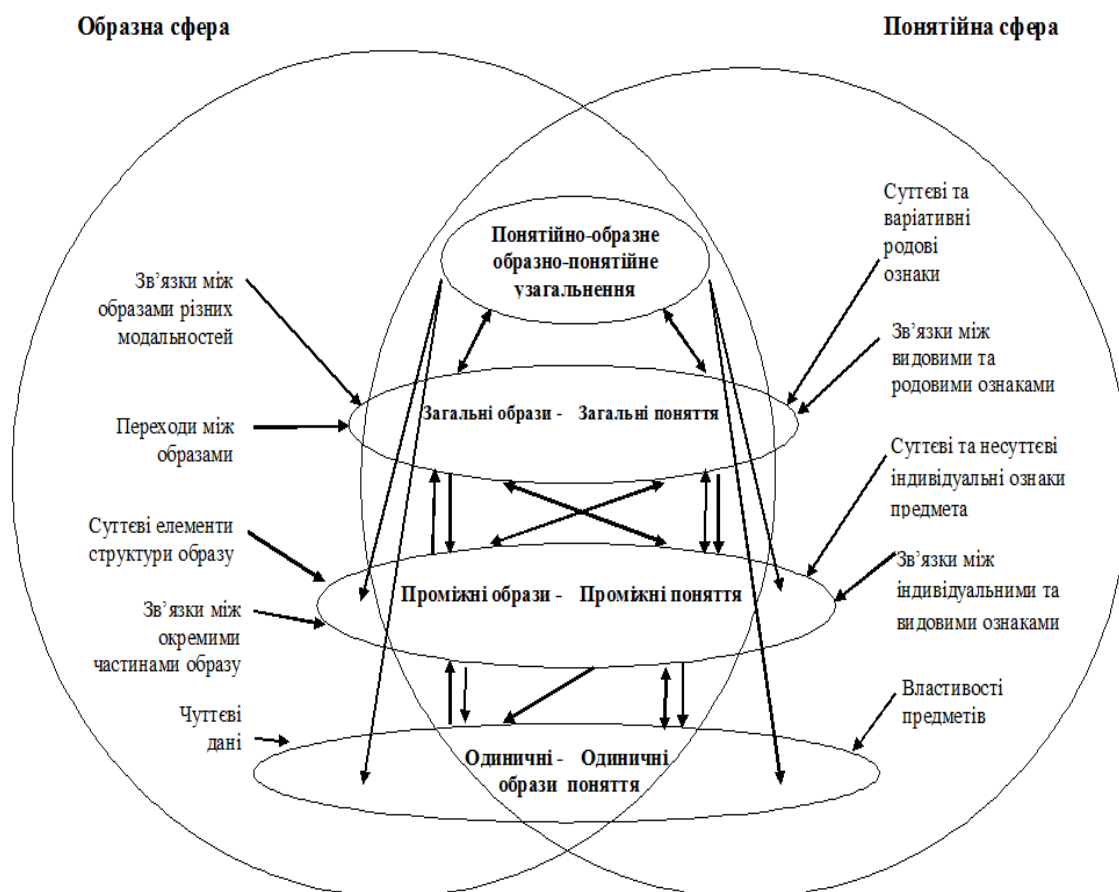 Образна сфера
Понятійна сфера
Понятійно-образне
образно-понятійне
узагальнення
Суттєві та
варіативні
родові
ознаки
Зв’язки між
образами різних
модальностей
Зв’язки між
видовими та
родовими ознаками
Загальні образи - Загальні поняття
Переходи між
образами
Суттєві та несуттєві
індивідуальні ознаки
предмета
Суттєві елементи
структури образу
Зв’язки між
індивідуальними та
видовими ознаками
Проміжні образи - Проміжні поняття
Зв’язки між
окремими
частинами образу
Властивості
предметів
Чуттєві
дані
Одиничні - Одиничні
образи поняття